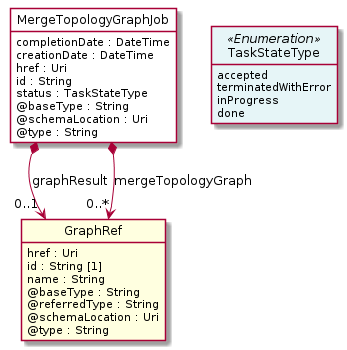 MergeTopologyGraphJob
completionDate : DateTime
creationDate : DateTime
href : Uri
id : String
status : TaskStateType
@baseType : String
@schemaLocation : Uri
@type : String
«Enumeration»
TaskStateType
accepted
terminatedWithError
inProgress
done
graphResult
mergeTopologyGraph
0..1
0..*
GraphRef
href : Uri
id : String [1]
name : String
@baseType : String
@referredType : String
@schemaLocation : Uri
@type : String